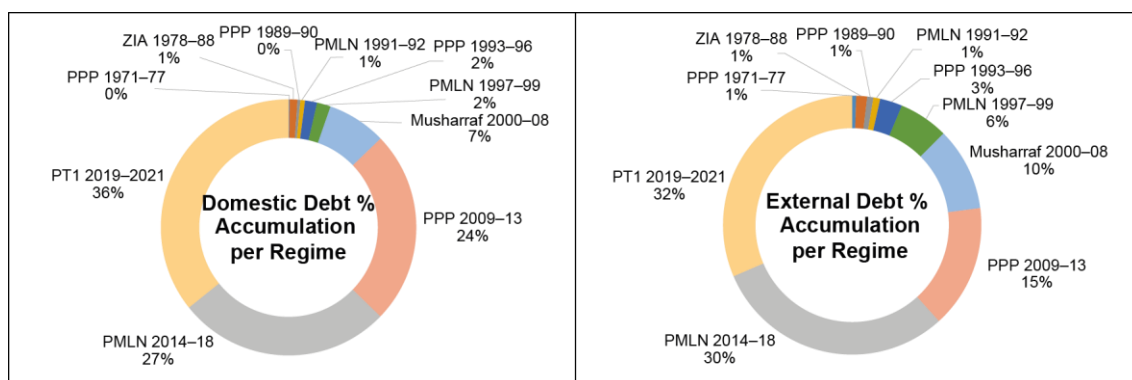 ZIA 1978–88
1%
PPP 1989–90
0%
PMLN 1991–92
1%
PPP 1993–96
2%
PPP 1971–77
0%
PMLN 1997–99
2%
Musharraf 2000–08
7%
PT1 2019–2021
36%
Domestic Debt %
Accumulation
per Regime
PPP 2009–13
24%
PMLN 2014–18
27%
ZIA 1978–88
1%
PPP 1989–90
1%
PMLN 1991–92
1%
PPP 1971–77
1%
PPP 1993–96
3%
PMLN 1997–99
6%
Musharraf 2000–08
10%
PT1 2019–2021
32%
External Debt %
Accumulation
per Regime
PPP 2009–13
15%
PMLN 2014–18
30%